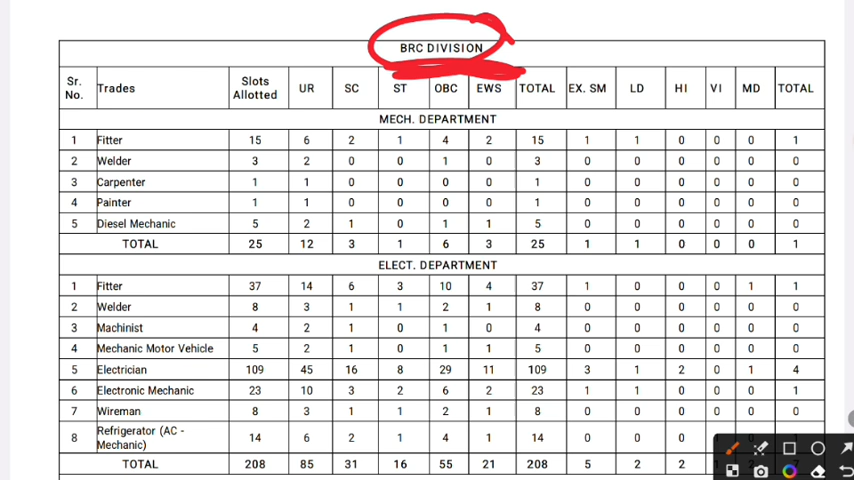 BRC DIVISION
Sr. No. Trades Slots Allotted UR SC ST OBC EWS TOTAL EX. SM LD HI VI MD TOTAL
MECH. DEPARTMENT
1 Fitter 15 6 2 1 4 2 15 1 1 0 0 0 1
2 Welder 3 2 0 0 1 0 3 0 0 0 0 0 0
3 Carpenter 1 1 0 0 0 0 1 0 0 0 0 0 0
4 Painter 1 1 0 0 0 0 1 0 0 0 0 0 0
5 Diesel Mechanic 5 2 1 0 1 1 5 0 0 0 0 0 0
TOTAL 25 12 3 1 6 3 25 1 1 0 0 0 1
ELECT. DEPARTMENT
1 Fitter 37 14 6 3 10 4 37 1 0 0 0 1 1
2 Welder 8 3 1 1 2 1 8 0 0 0 0 0 0
3 Machinist 4 2 1 0 1 0 4 0 0 0 0 0 0
4 Mechanic Motor Vehicle 5 2 1 0 1 1 5 0 0 0 0 0 0
5 Electrician 109 45 16 8 29 11 109 3 1 2 0 1 4
6 Electronic Mechanic 23 10 3 2 6 2 23 1 1 0 0 0 1
7 Wireman 8 3 1 1 2 1 8 0 0 0 0 0 0
8 Refrigerator (AC - Mechanic) 14 6 2 1 4 1 14 0 0 0
TOTAL 208 85 31 16 55 21 208 5 2 2